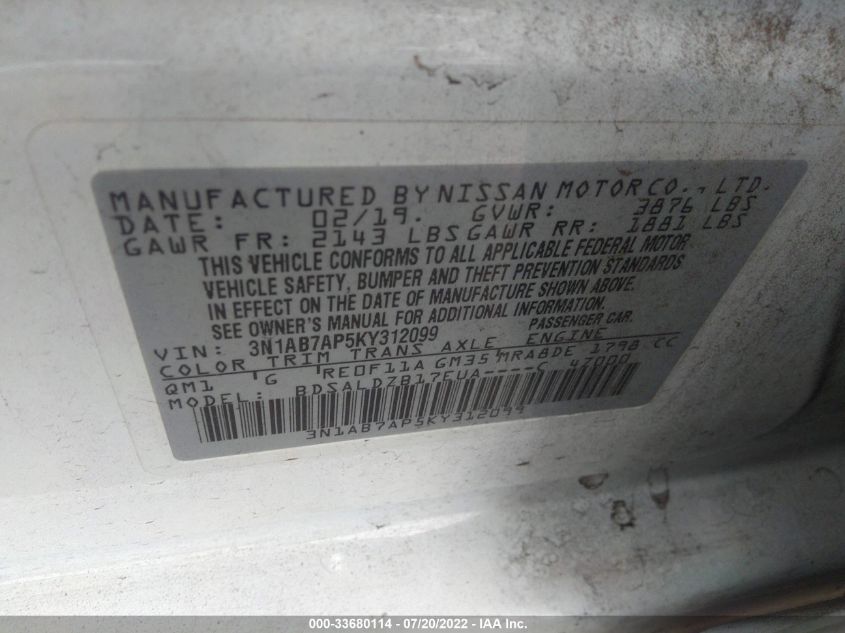 MANUFACTURED BY NISSAN MOTOR CO., LTD.
DATE: 02/19. GVWR: 3876 LBS
GAWR FR: 2143 LBS GAWR RR: 1881 LBS
THIS VEHICLE CONFORMS TO ALL APPLICABLE FEDERAL MOTOR
VEHICLE SAFETY, BUMPER AND THEFT PREVENTION STANDARDS
IN EFFECT ON THE DATE OF MANUFACTURE SHOWN ABOVE.
SEE OWNER'S MANUAL FOR ADDITIONAL INFORMATION.
VIN: 3N1AB7AP5KY312099 PASSENGER CAR.
COLOR TRIM TRANS AXLE ENGINE
QM1 G RE0F11A GM35 MRA8DE 1798 CC
MODEL: BDSALDZB17EUA----C 47000
3N1AB7AP5KY312099
000-33680114 - 07/20/2022 - IAA Inc.